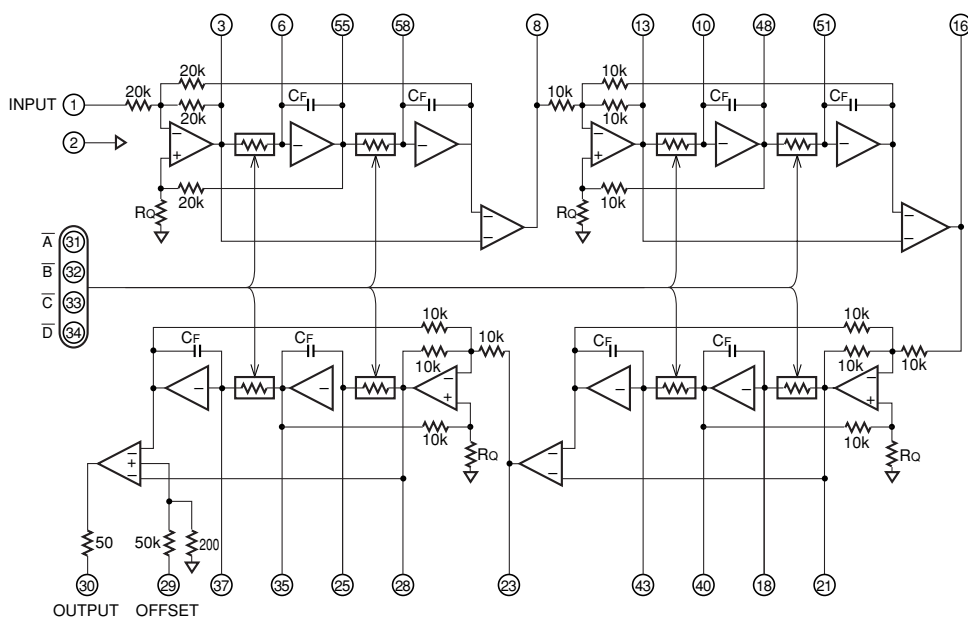 3 6 55 58 8 13 10 48 51 16
20k 10k
20k CF CF 10k 10k CF CF
INPUT 1 20k 10k
2
20k 10k
RQ RQ
A̅ 31
B̅ 32
C̅ 33
D̅ 34
10k 10k
CF CF 10k 10k CF CF 10k 10k
10k 10k
RQ RQ
50 50k 200
30 29 37 35 25 28 23 43 40 18 21
OUTPUT OFFSET